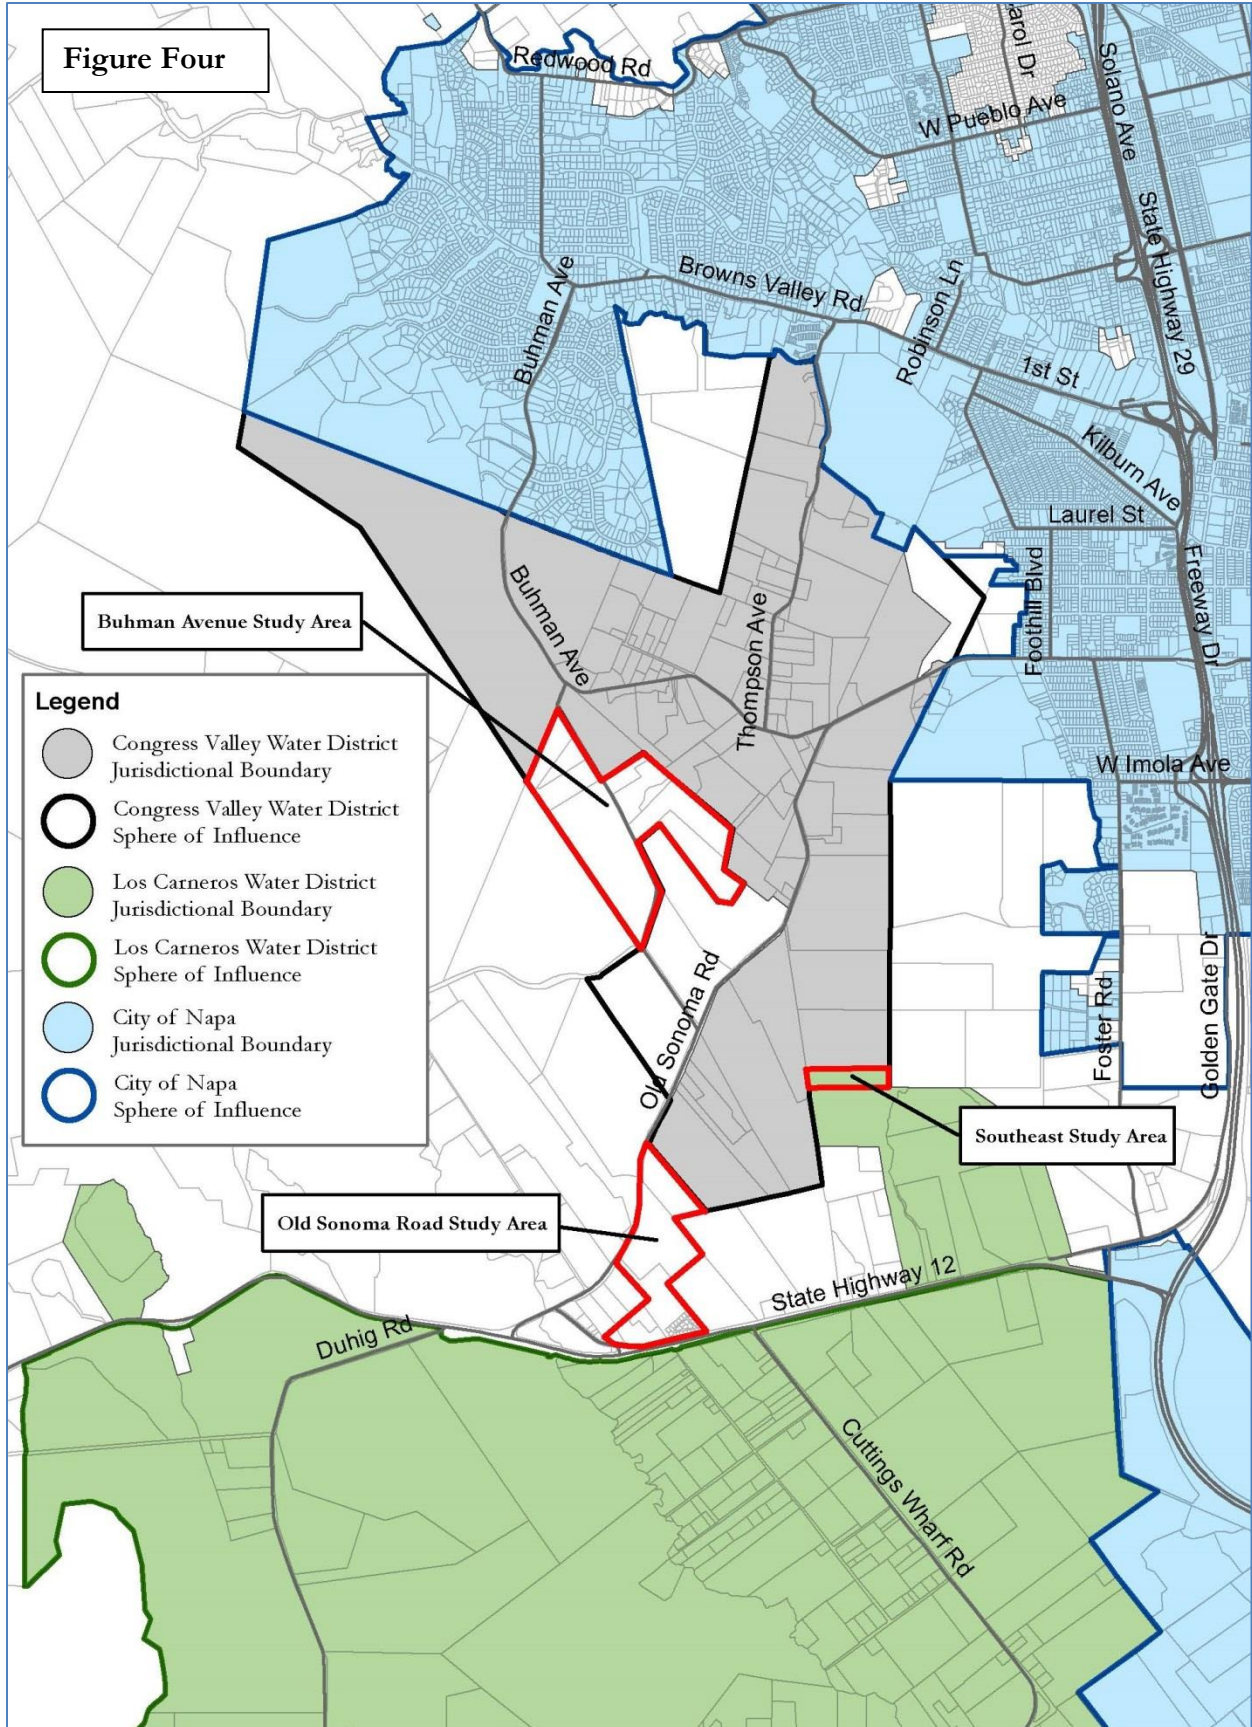 Figure Four
Redwood Rd
arol Dr
Solano Ave
W Pueblo Ave
State Highway 29
Browns Valley Rd
Robinson Ln
Buhman Ave
1st St
Kilburn Ave
Laurel St
Foothill Blvd
Freeway Dr
Buhman Ave
Thompson Ave
Buhman Avenue Study Area
W Imola Ave
Legend
Congress Valley Water District
Jurisdictional Boundary
Congress Valley Water District
Sphere of Influence
Los Carneros Water District
Jurisdictional Boundary
Los Carneros Water District
Sphere of Influence
City of Napa
Jurisdictional Boundary
City of Napa
Sphere of Influence
Old Sonoma Rd
Foster Rd
Golden Gate Dr
Southeast Study Area
Old Sonoma Road Study Area
State Highway 12
Duhig Rd
Cuttings Wharf Rd